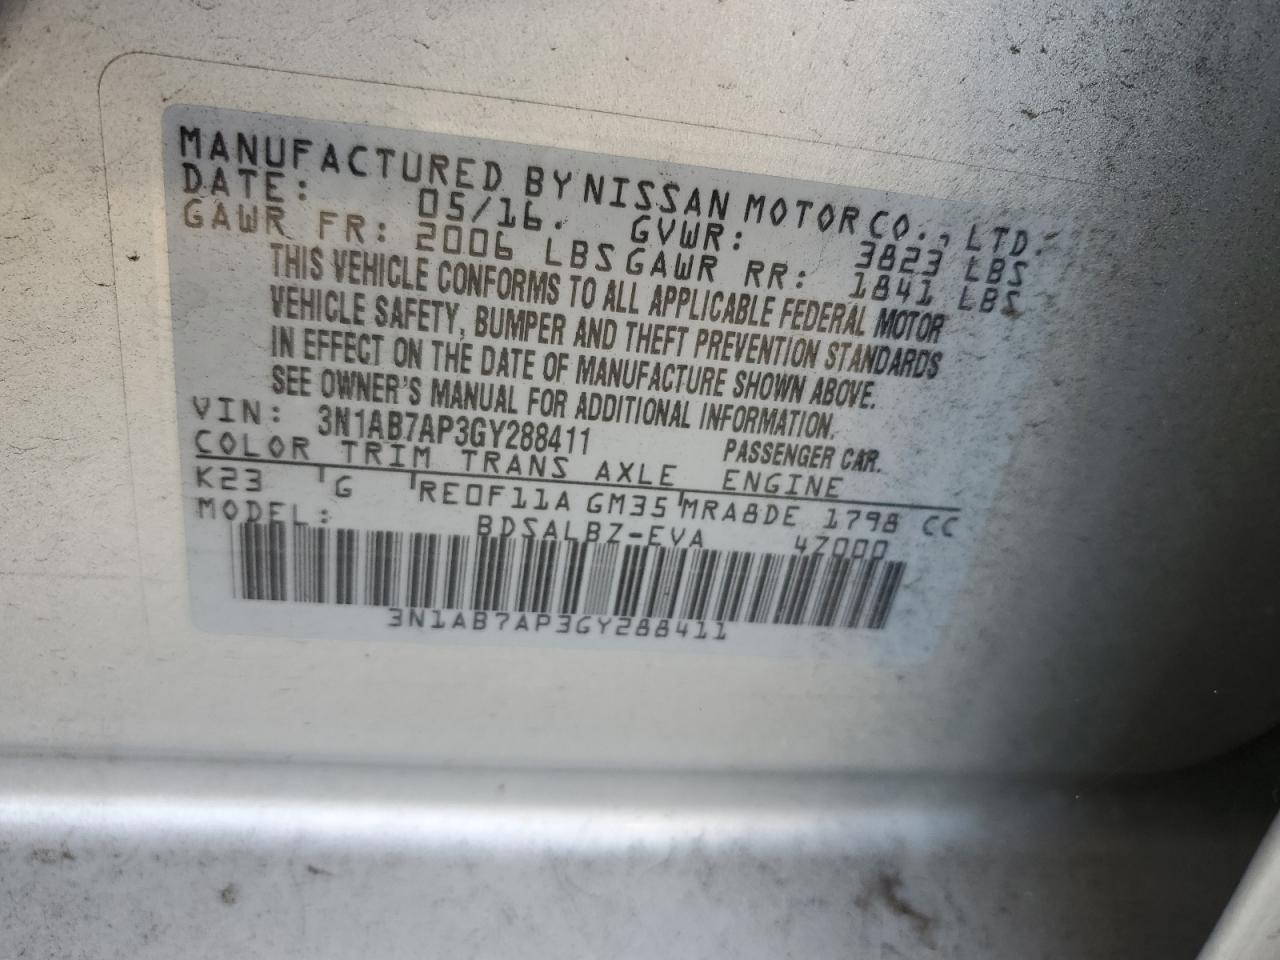 MANUFACTURED BY NISSAN MOTOR CO., LTD.
DATE: 05/16. GVWR: 3823 LBS
GAWR FR: 2006 LBS GAWR RR: 1841 LBS
THIS VEHICLE CONFORMS TO ALL APPLICABLE FEDERAL MOTOR
VEHICLE SAFETY, BUMPER AND THEFT PREVENTION STANDARDS
IN EFFECT ON THE DATE OF MANUFACTURE SHOWN ABOVE.
SEE OWNER'S MANUAL FOR ADDITIONAL INFORMATION.
VIN: 3N1AB7AP3GY288411 PASSENGER CAR.
COLOR TRIM TRANS AXLE ENGINE
K23 G RE0F11A GM35 MRA8DE 1798 CC
MODEL: BDSALBZ-EVA 4Z000
3N1AB7AP3GY288411